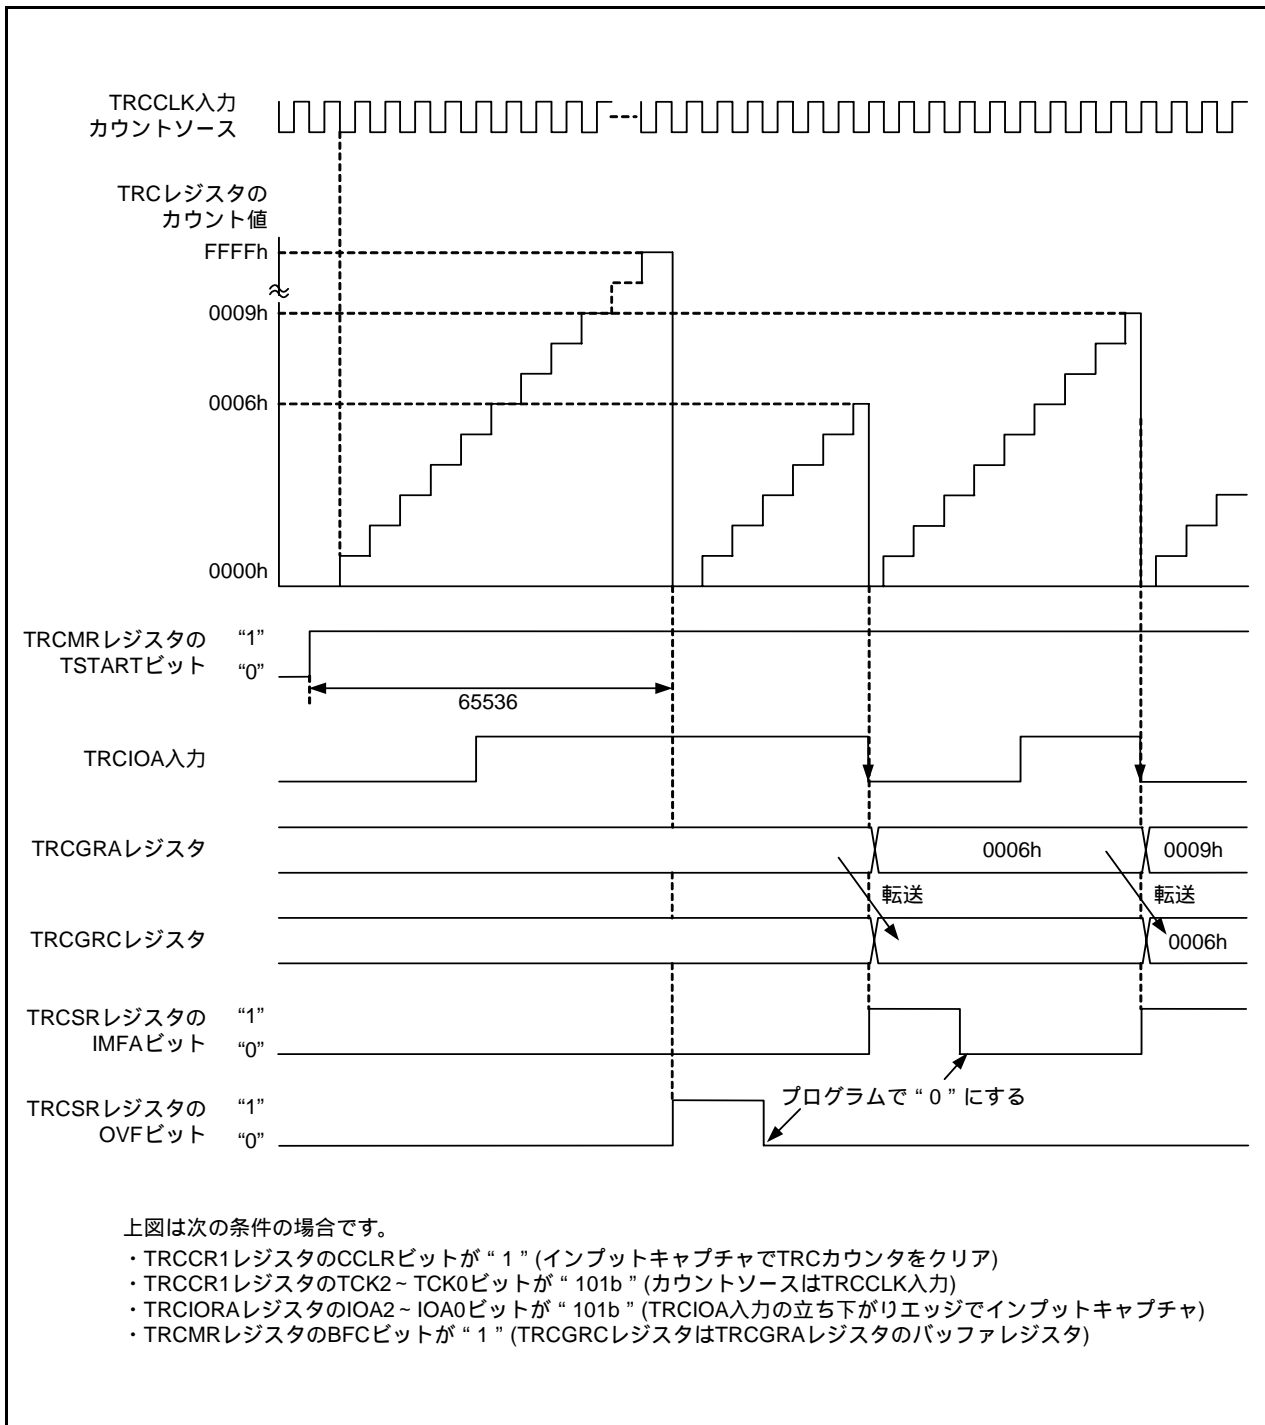 TRCCLK入力
カウントソース
TRCレジスタの
カウント値
FFFFh
0009h
0006h
0000h
TRCMRレジスタの
TSTARTビット
“1”
“0”
65536
TRCIOA入力
TRCGRAレジスタ
0006h
0009h
転送
転送
TRCGRCレジスタ
0006h
TRCSRレジスタの
IMFAビット
“1”
“0”
プログラムで“0”にする
TRCSRレジスタの
OVFビット
“1”
“0”
上図は次の条件の場合です。
・TRCCR1レジスタのCCLRビットが“1”(インプットキャプチャでTRCカウンタをクリア)
・TRCCR1レジスタのTCK2~TCK0ビットが“101b”(カウントソースはTRCCLK入力)
・TRCIORAレジスタのIOA2~IOA0ビットが“101b”(TRCIOA入力の立ち下がりエッジでインプットキャプチャ)
・TRCMRレジスタのBFCビットが“1”(TRCGRCレジスタはTRCGRAレジスタのバッファレジスタ)